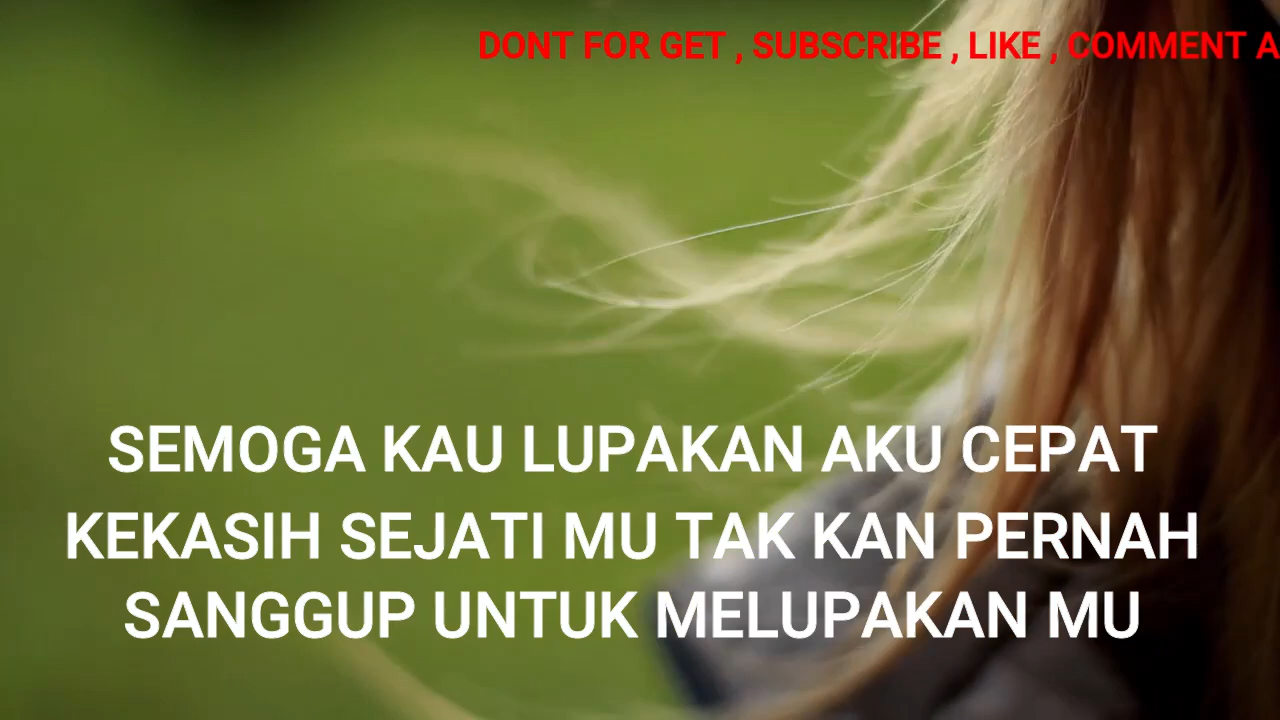 DONT FOR GET , SUBSCRIBE , LIKE , COMMENT A
SEMOGA KAU LUPAKAN AKU CEPAT
KEKASIH SEJATI MU TAK KAN PERNAH
SANGGUP UNTUK MELUPAKAN MU